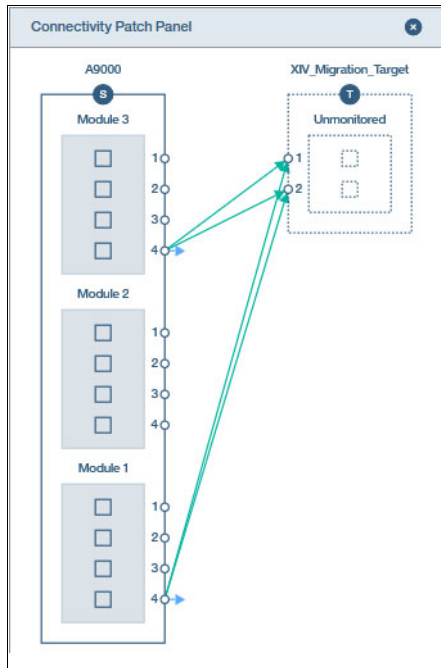 Connectivity Patch Panel
A9000
XIV_Migration_Target
S
T
Module 3
Unmonitored
1
2
3
4
1
2
Module 2
1
2
3
4
Module 1
1
2
3
4